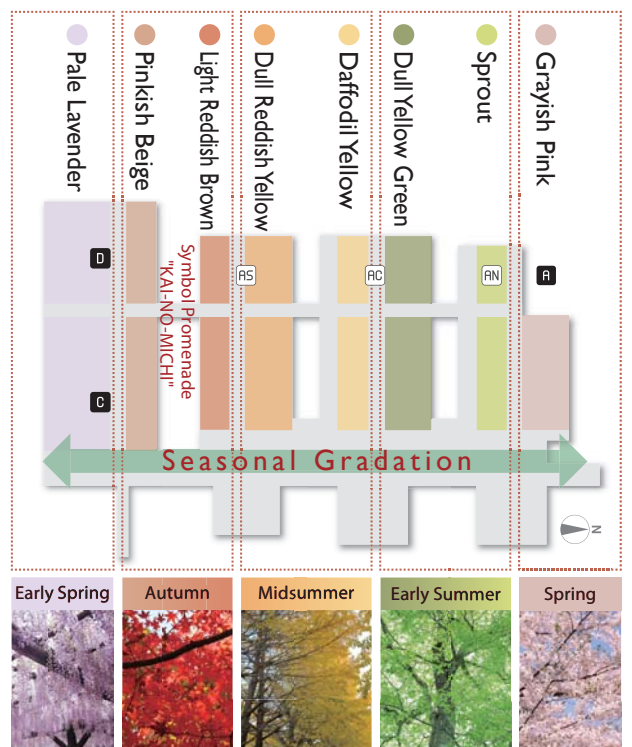 Pale Lavender
Pinkish Beige
Light Reddish Brown
Dull Reddish Yellow
Daffodil Yellow
Dull Yellow Green
Sprout
Grayish Pink
Symbol Promenade
"KAI-NO-MICHI"
D
AS
AC
AN
A
C
Seasonal Gradation
N
Early Spring
Autumn
Midsummer
Early Summer
Spring